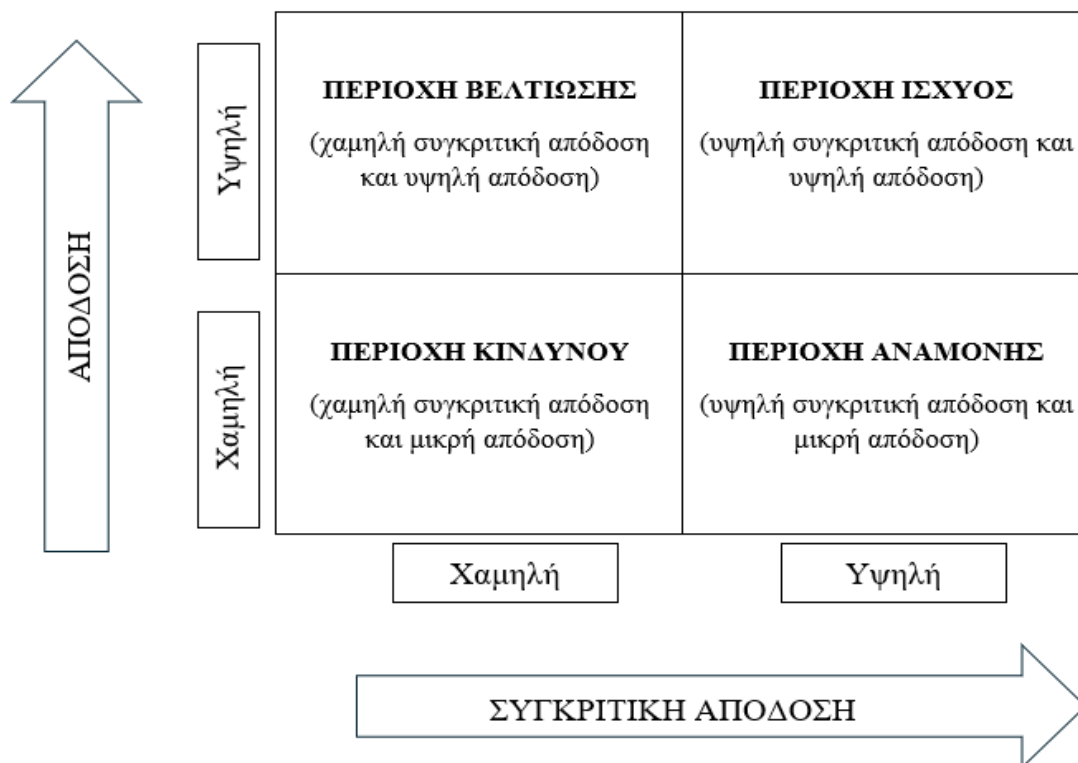 ΑΠΟΔΟΣΗ
Υψηλή
ΠΕΡΙΟΧΗ ΒΕΛΤΙΩΣΗΣ
(χαμηλή συγκριτική απόδοση
και υψηλή απόδοση)
ΠΕΡΙΟΧΗ ΙΣΧΥΟΣ
(υψηλή συγκριτική απόδοση και
υψηλή απόδοση)
Χαμηλή
ΠΕΡΙΟΧΗ ΚΙΝΔΥΝΟΥ
(χαμηλή συγκριτική απόδοση
και μικρή απόδοση)
ΠΕΡΙΟΧΗ ΑΝΑΜΟΝΗΣ
(υψηλή συγκριτική απόδοση και
μικρή απόδοση)
Χαμηλή
Υψηλή
ΣΥΓΚΡΙΤΙΚΗ ΑΠΟΔΟΣΗ